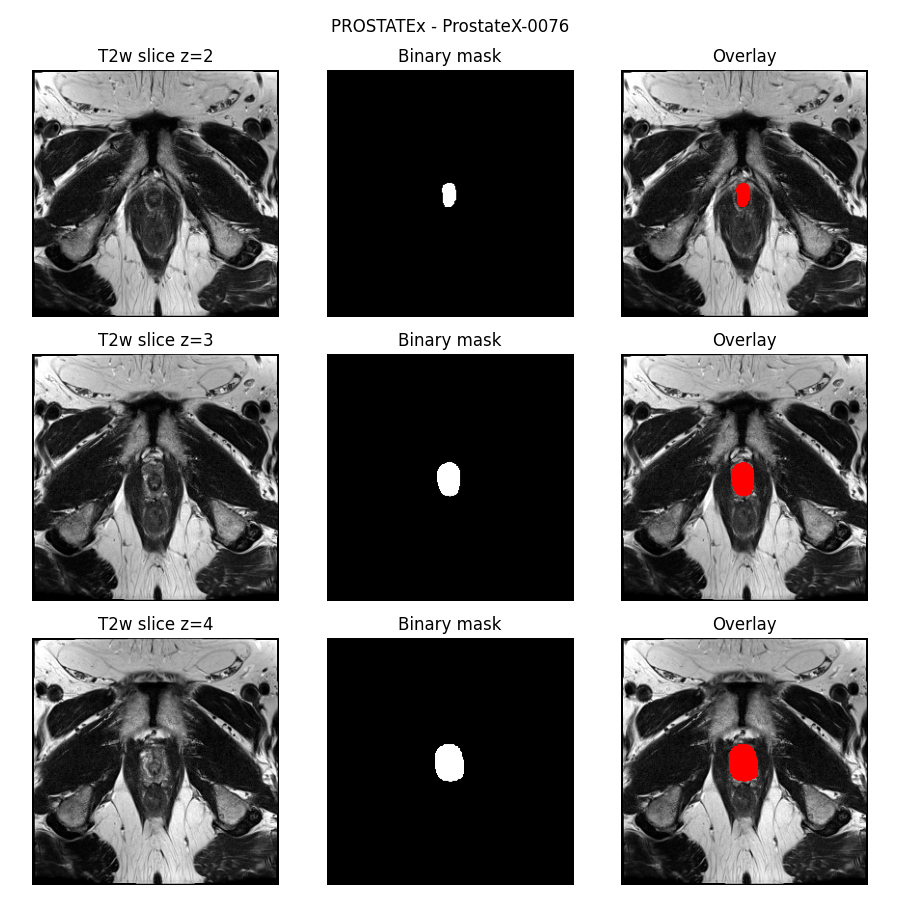 PROSTATEx - ProstateX-0076
T2w slice z=2
Binary mask
Overlay
T2w slice z=3
Binary mask
Overlay
T2w slice z=4
Binary mask
Overlay